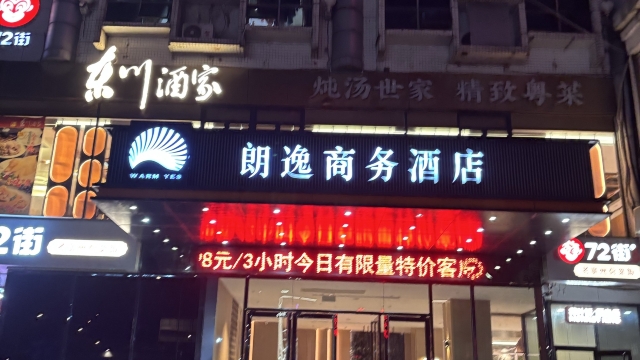 72街
东川酒家
炖汤世家 精致粤菜
朗逸商务酒店
WARM YES
2街
8元/3小时今日有限量特价客房
72街